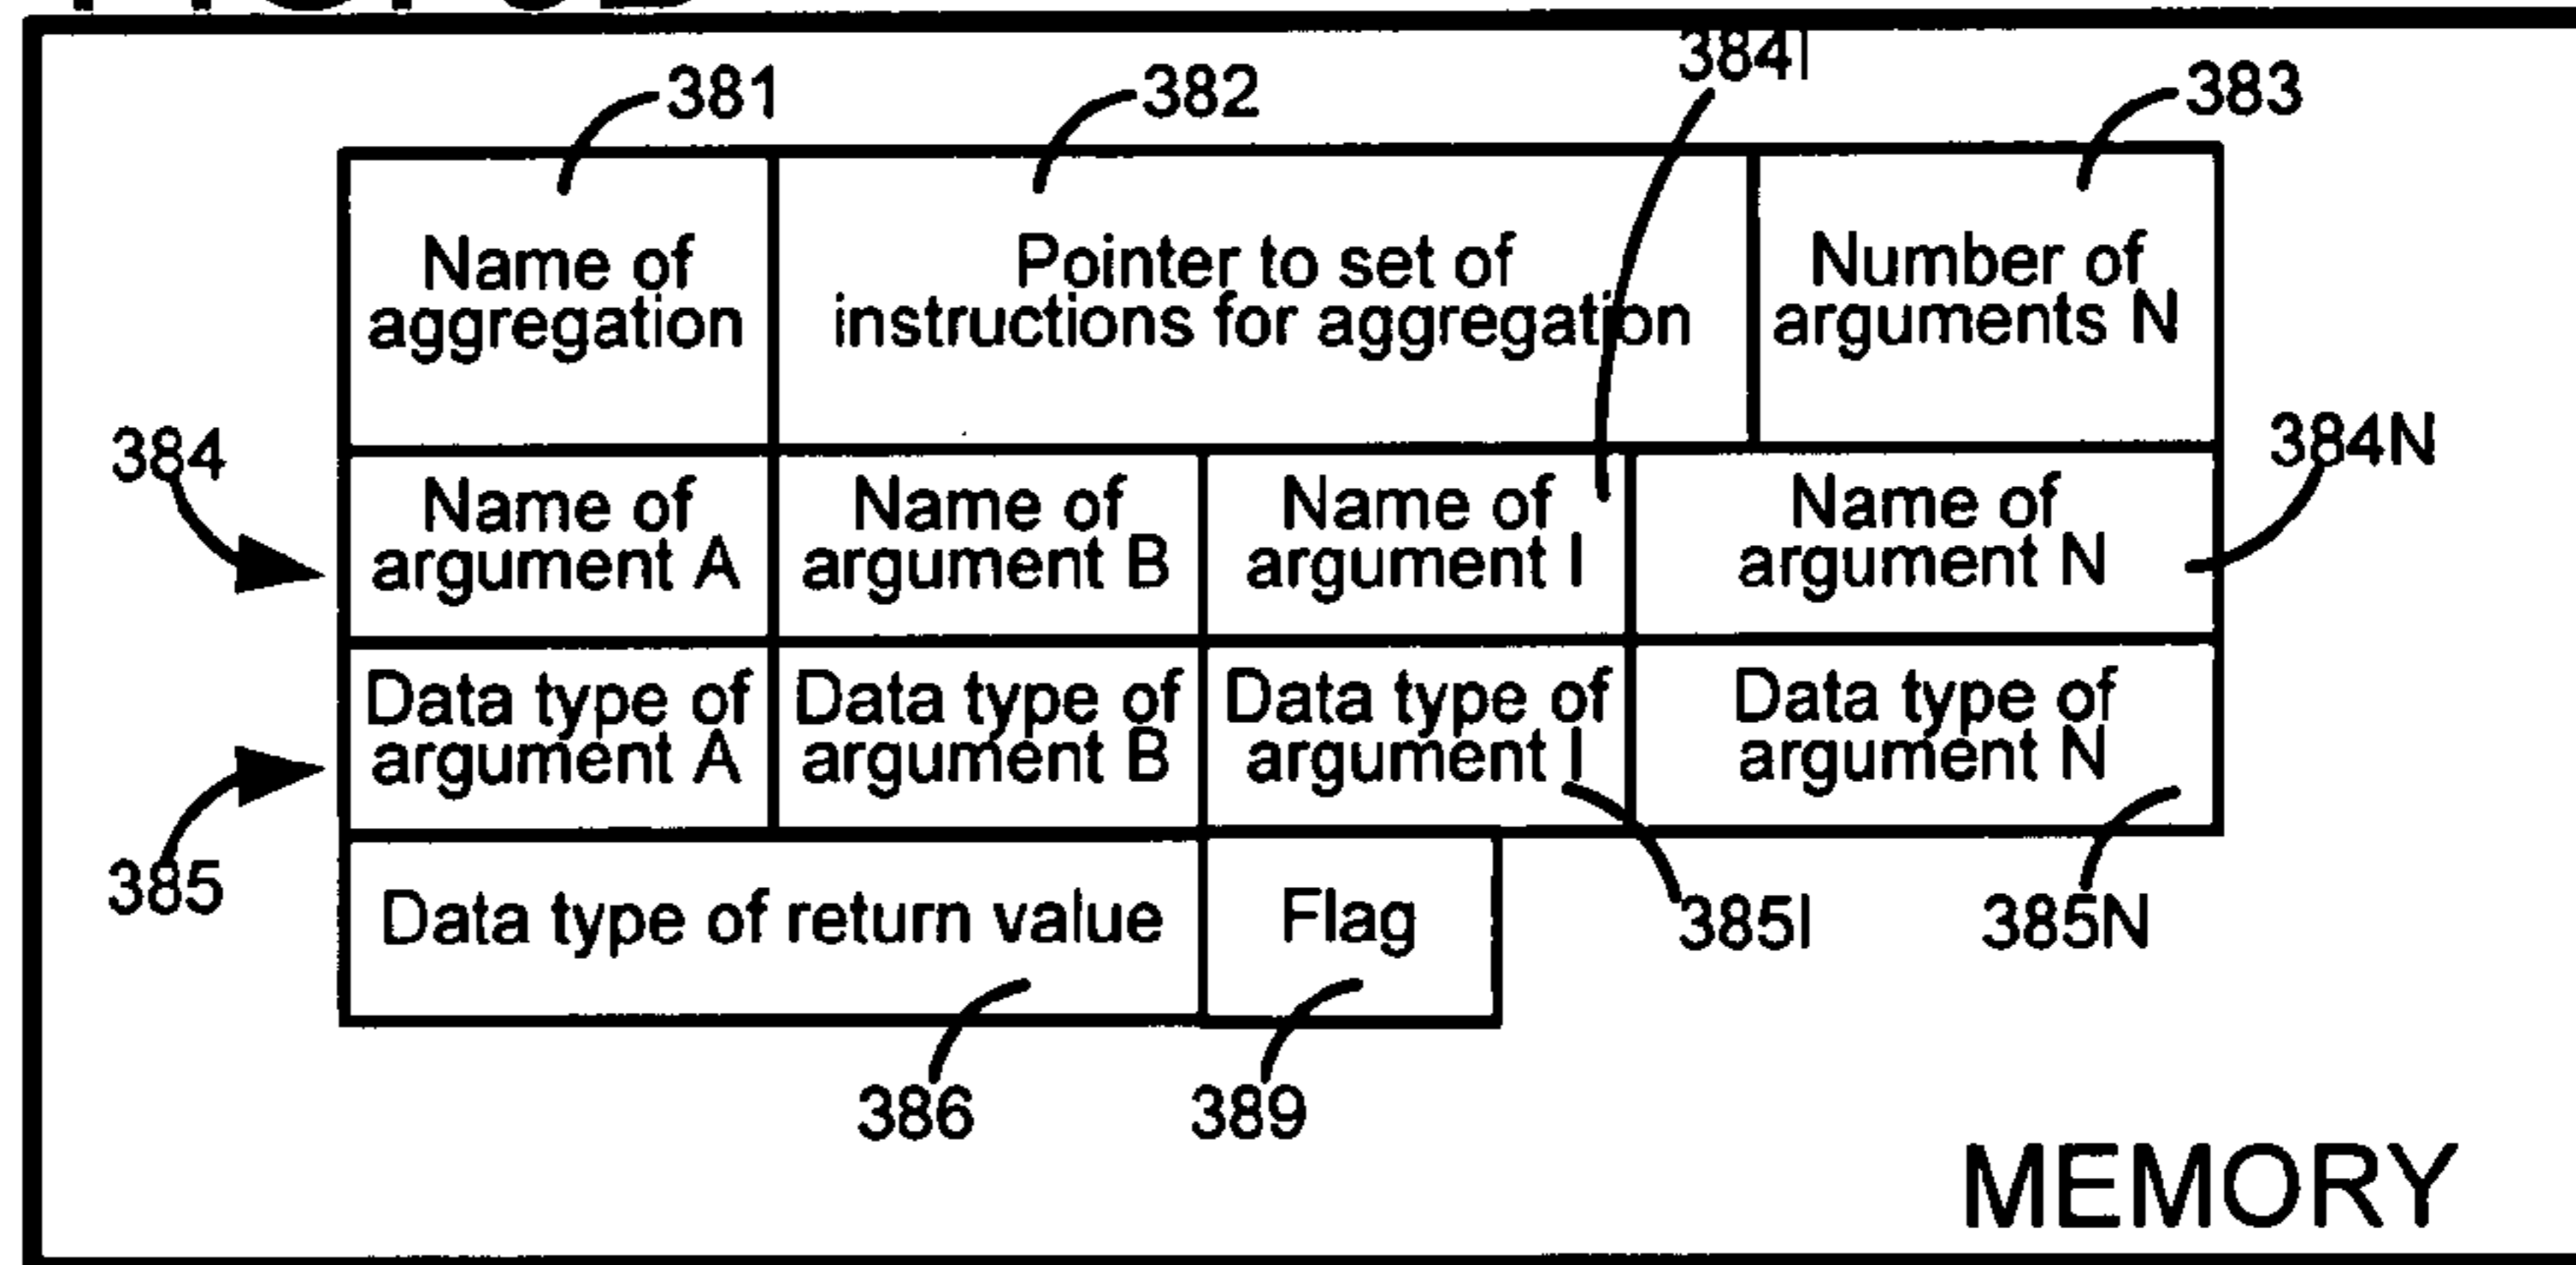 384I
381
382
383
Name of
aggregation
Pointer to set of
instructions for aggregation
Number of
arguments N
384
384N
Name of
argument A
Name of
argument B
Name of
argument I
Name of
argument N
Data type of
argument A
Data type of
argument B
Data type of
argument I
Data type of
argument N
385
Data type of return value
Flag
385I
385N
386
389
MEMORY